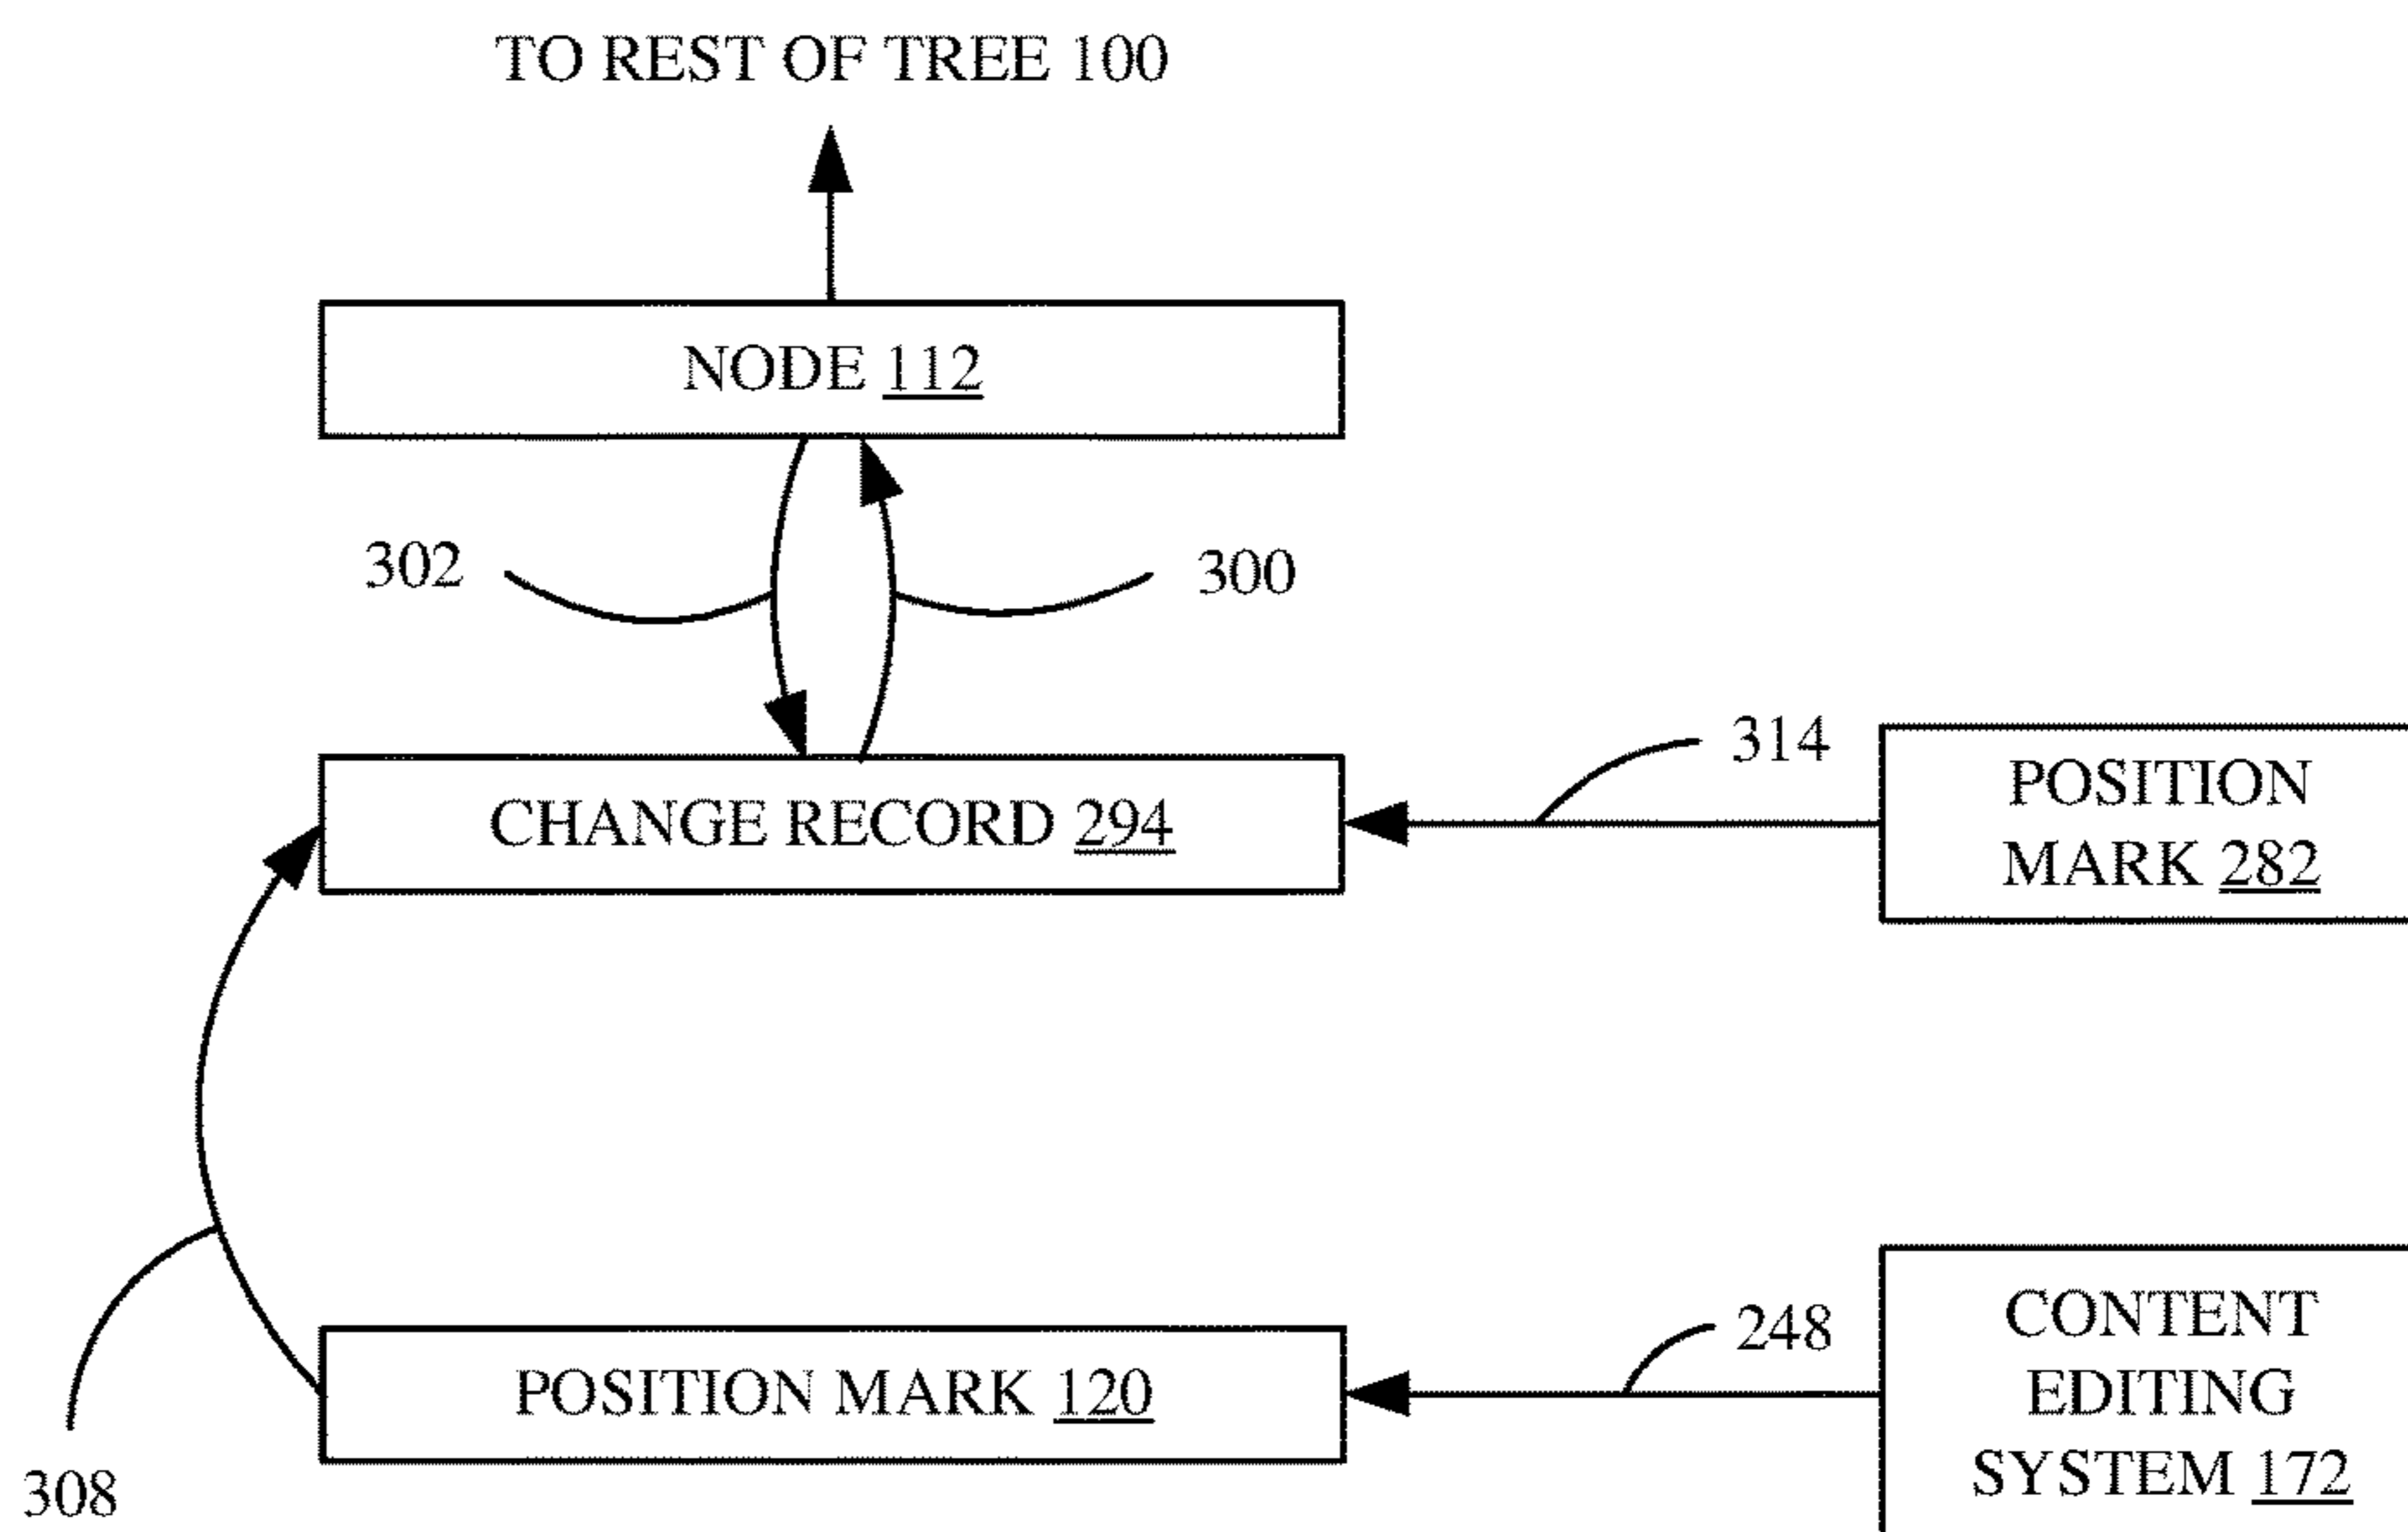 TO REST OF TREE 100
NODE 112
302
300
CHANGE RECORD 294
314
POSITION
MARK 282
POSITION MARK 120
248
CONTENT
EDITING
SYSTEM 172
308